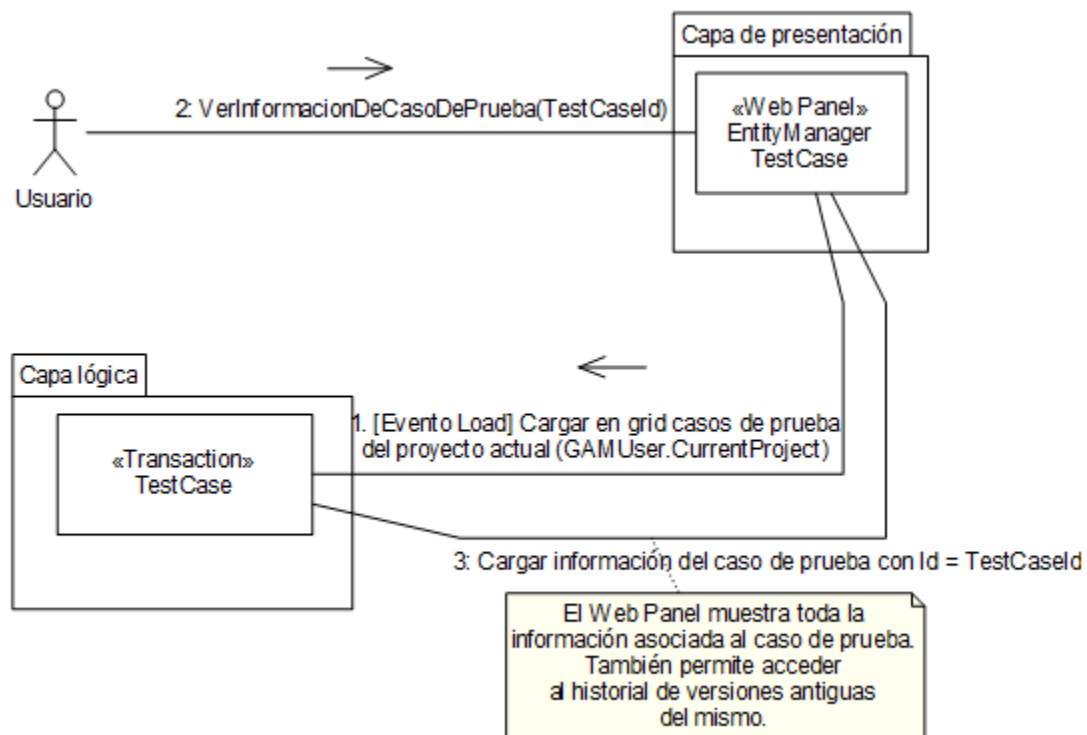 Capa de presentación
2: VerInformacionDeCasoDePrueba(TestCaseId)
«Web Panel»
EntityManager
TestCase
Usuario
Capa lógica
1. [Evento Load] Cargar en grid casos de prueba
del proyecto actual (GAMUser.CurrentProject)
«Transaction»
TestCase
3: Cargar información del caso de prueba con Id = TestCaseId
El Web Panel muestra toda la
información asociada al caso de prueba.
También permite acceder
al historial de versiones antiguas
del mismo.